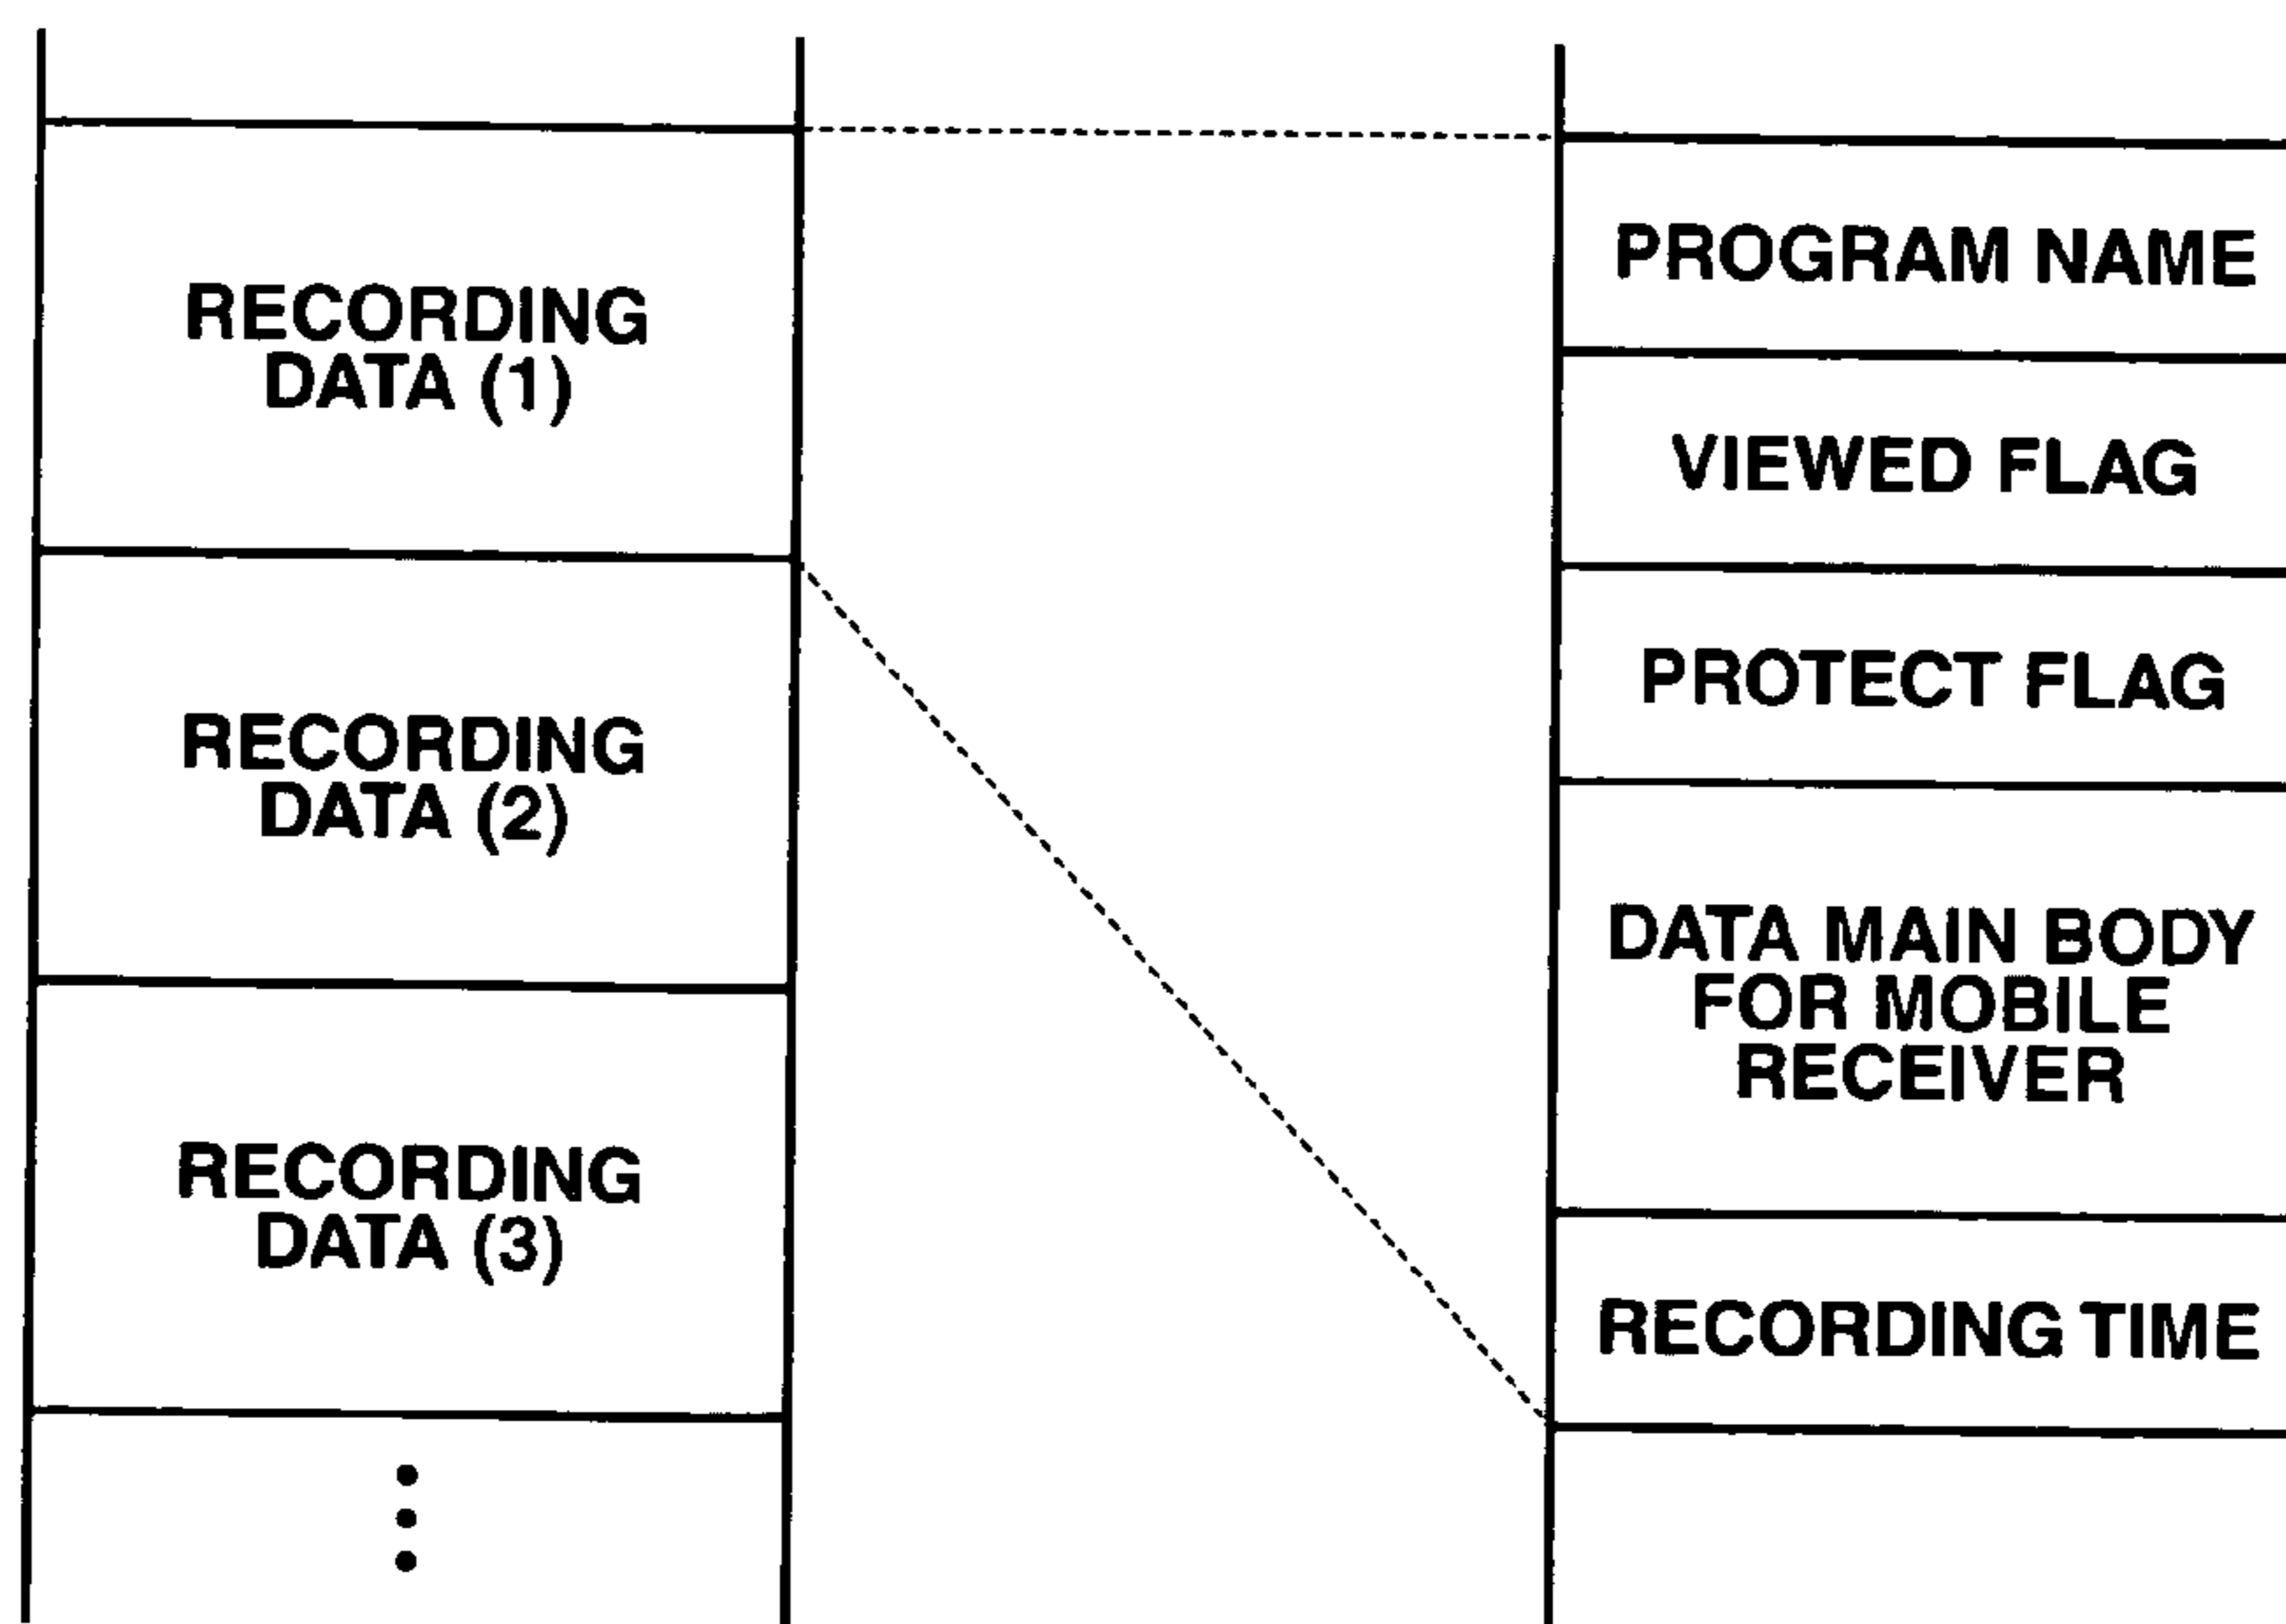 RECORDING
DATA (1)
RECORDING
DATA (2)
RECORDING
DATA (3)
PROGRAM NAME
VIEWED FLAG
PROTECT FLAG
DATA MAIN BODY
FOR MOBILE
RECEIVER
RECORDING TIME